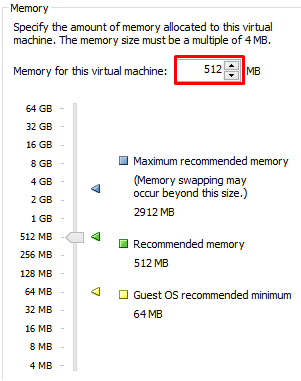 Memory
Specify the amount of memory allocated to this virtual
machine. The memory size must be a multiple of 4 MB.
Memory for this virtual machine: 512 MB
64 GB
32 GB
16 GB
8 GB
4 GB
2 GB
1 GB
512 MB
256 MB
128 MB
64 MB
32 MB
16 MB
8 MB
4 MB
Maximum recommended memory
(Memory swapping may
occur beyond this size.)
2912 MB
Recommended memory
512 MB
Guest OS recommended minimum
64 MB